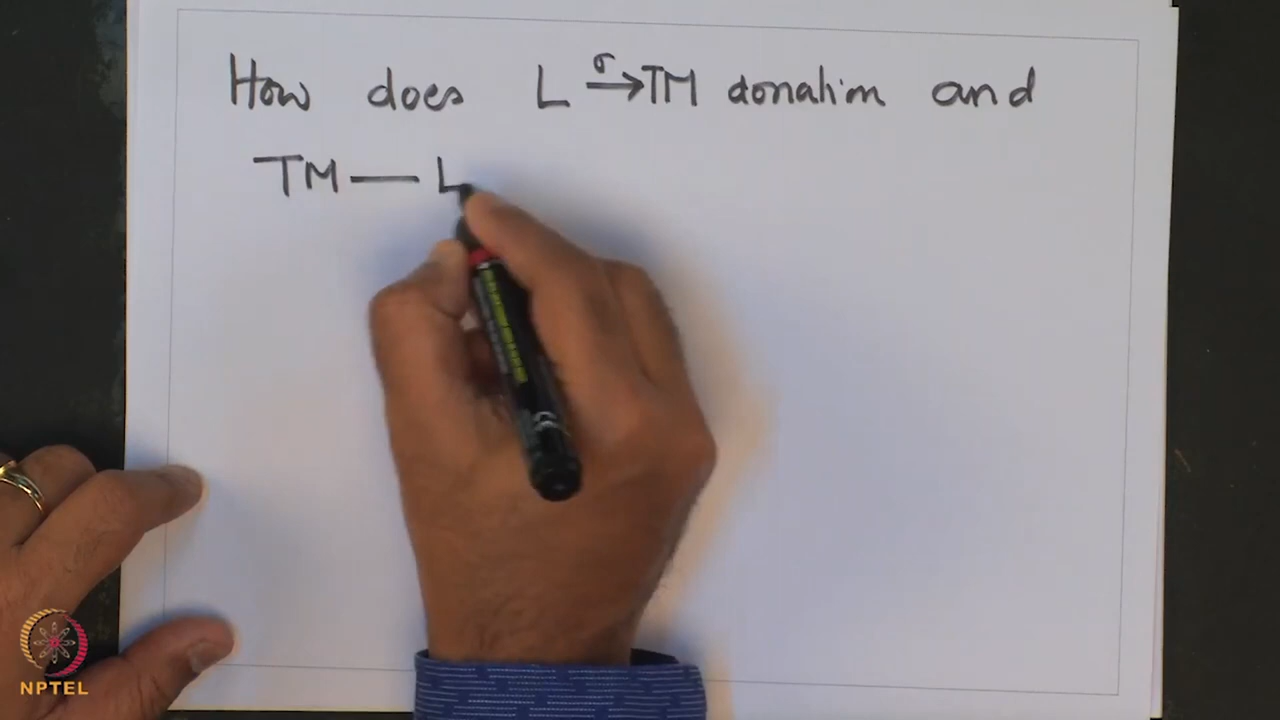 How does L σ→ TM donation and
TM — L
NPTEL